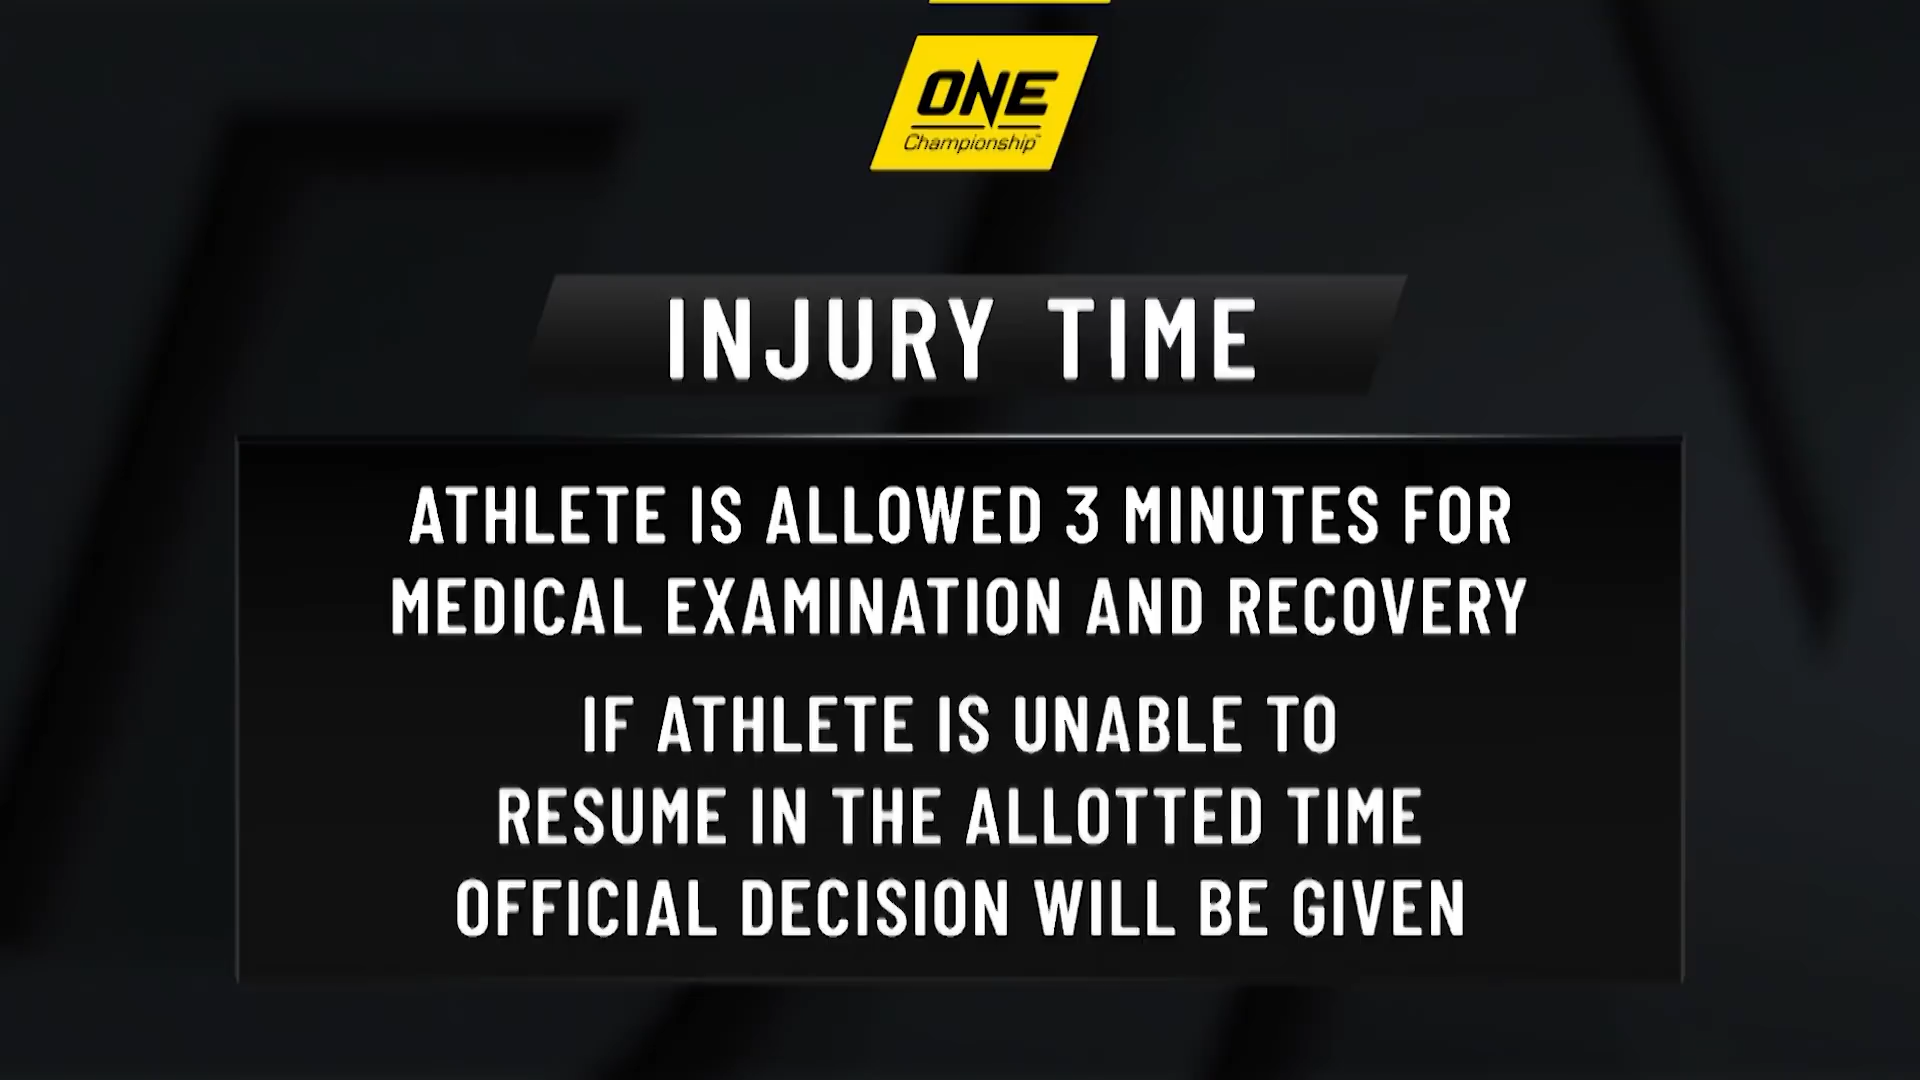 ONE
Championship™
INJURY TIME
ATHLETE IS ALLOWED 3 MINUTES FOR
MEDICAL EXAMINATION AND RECOVERY
IF ATHLETE IS UNABLE TO
RESUME IN THE ALLOTTED TIME
OFFICIAL DECISION WILL BE GIVEN